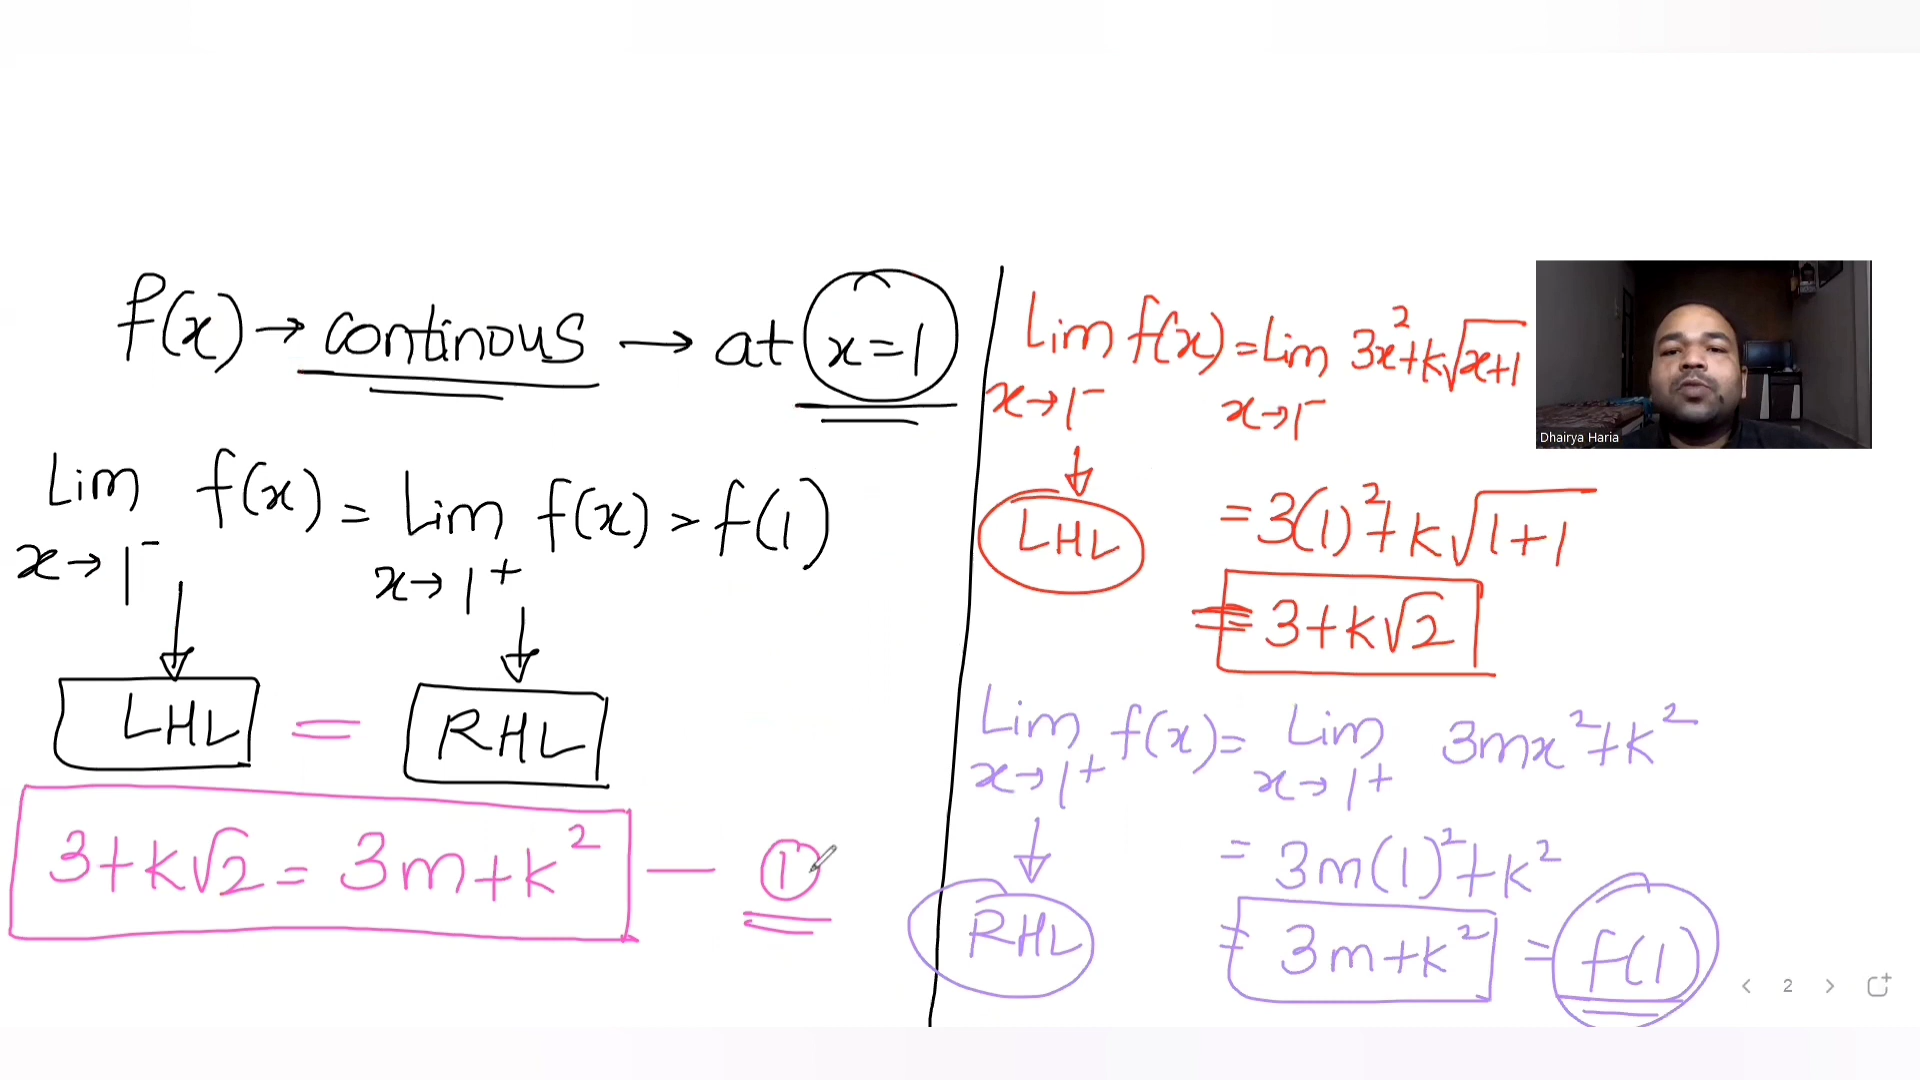 f(x) → continous → at x=1
Lim f(x) = Lim f(x) = f(1)
x→1⁻ x→1⁺
LHL = RHL
3+k√2 = 3m+k² — ①
Lim f(x) = Lim 3x²+k√x+1
x→1⁻ x→1⁻
LHL
= 3(1)²+k√1+1
= 3+k√2
Lim f(x) = Lim 3mx²+k²
x→1⁺ x→1⁺
RHL
= 3m(1)²+k²
= 3m+k² = f(1)
Dhairya Haria
< 2 >